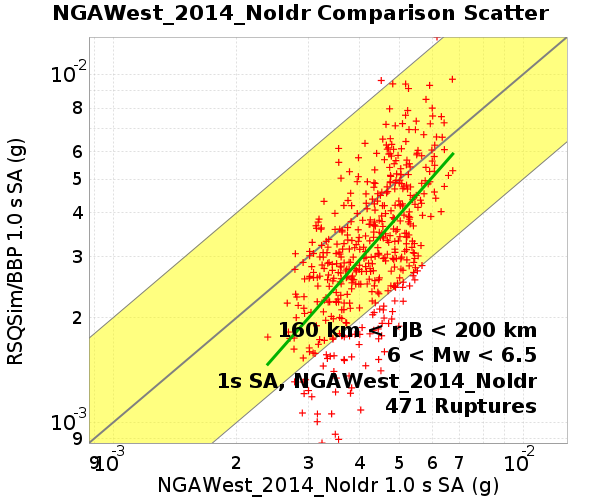 NGAWest_2014_NoIdr Comparison Scatter
RSQSim/BBP 1.0 s SA (g)
10-2
8
6
5
4
3
2
10-3
9
160 km < rJB < 200 km
6 < Mw < 6.5
1s SA, NGAWest_2014_NoIdr
471 Ruptures
9 10-3 2 3 4 5 6 7 8 10-2
NGAWest_2014_NoIdr 1.0 s SA (g)